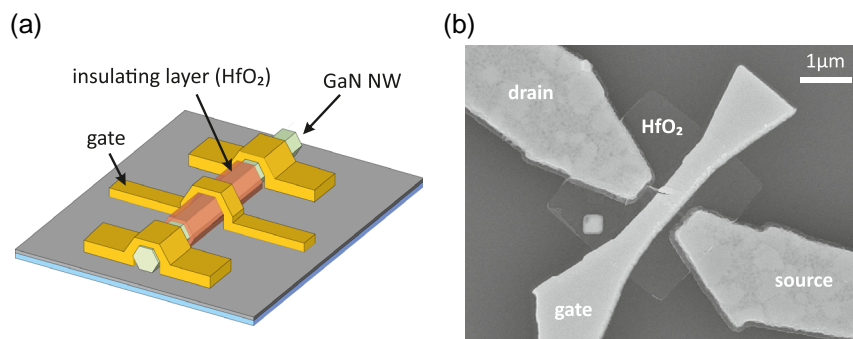 (a)
insulating layer (HfO₂)
GaN NW
gate
(b)
1µm
drain
HfO₂
source
gate